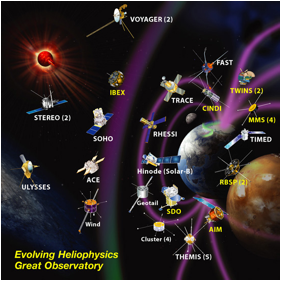 VOYAGER (2)
FAST
IBEX
TWINS (2)
TRACE
CINDI
STEREO (2)
MMS (4)
SOHO
RHESSI
TIMED
ULYSSES
ACE
Hinode (Solar-B)
RBSP (2)
Geotail
SDO
Wind
AIM
Cluster (4)
THEMIS (5)
Evolving Heliophysics
Great Observatory